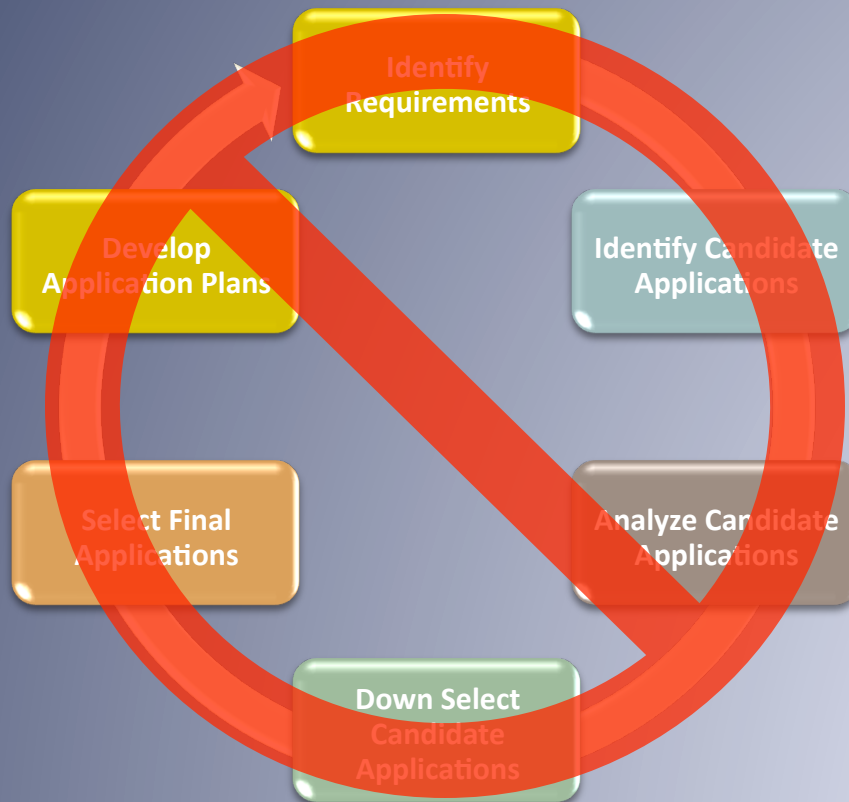 Identify
Requirements
Identify Candidate
Applications
Analyze Candidate
Applications
Down Select
Candidate
Applications
Select Final
Applications
Develop
Application Plans